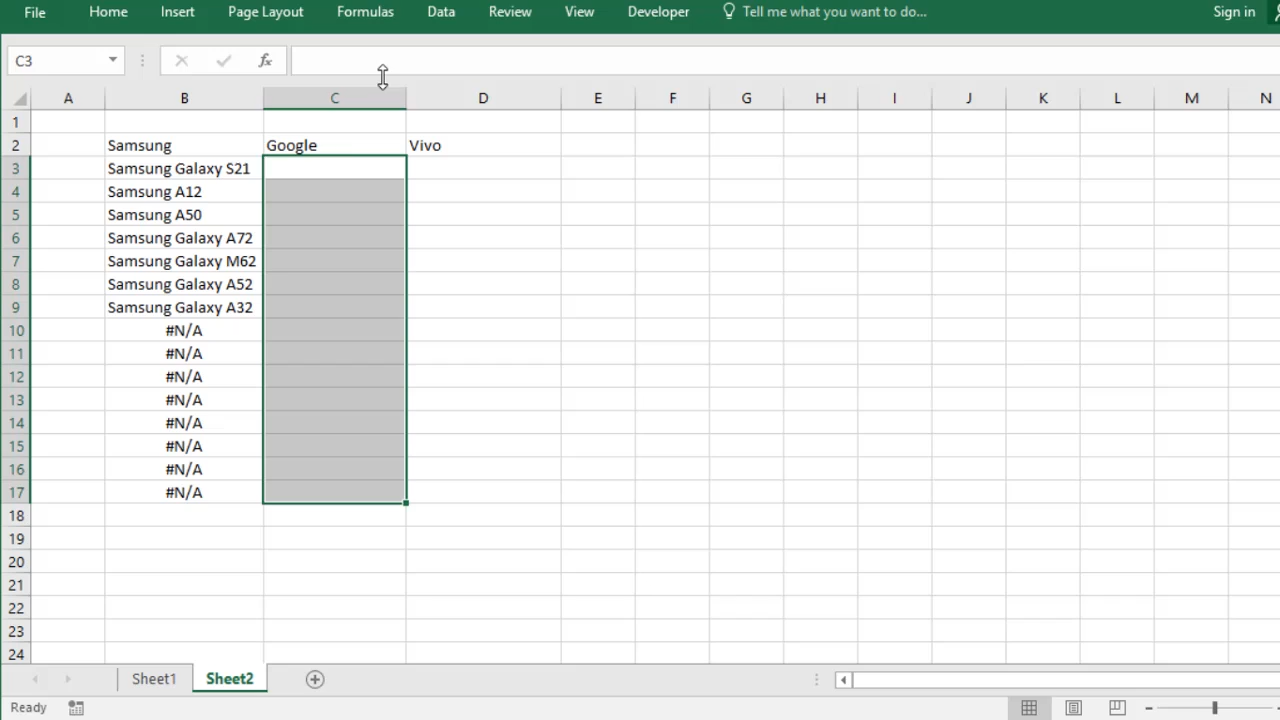 File Home Insert Page Layout Formulas Data Review View Developer Tell me what you want to do... Sign in
C3 fx
A B C D E F G H I J K L M N
1
2 Samsung Google Vivo
3 Samsung Galaxy S21
4 Samsung A12
5 Samsung A50
6 Samsung Galaxy A72
7 Samsung Galaxy M62
8 Samsung Galaxy A52
9 Samsung Galaxy A32
10 #N/A
11 #N/A
12 #N/A
13 #N/A
14 #N/A
15 #N/A
16 #N/A
17 #N/A
18
19
20
21
22
23
24
Sheet1 Sheet2
Ready